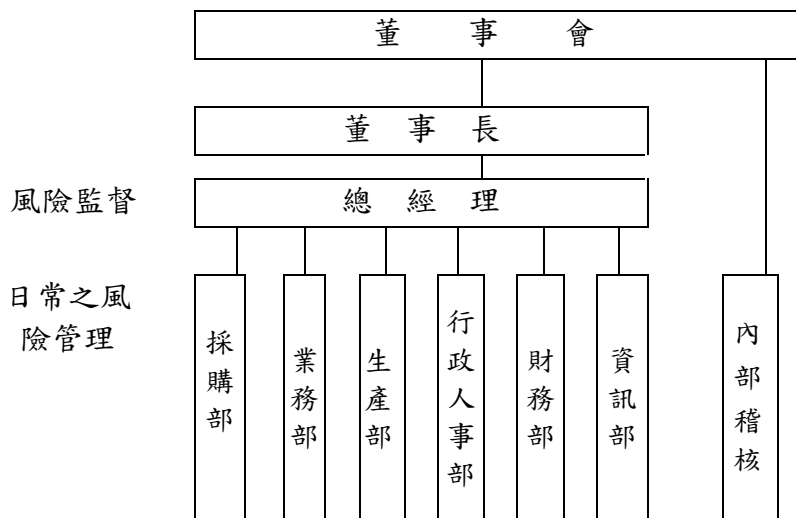 董事會
董事長
風險監督
總經理
日常之風
險管理
採購部
業務部
生產部
行政人事部
財務部
資訊部
內部稽核